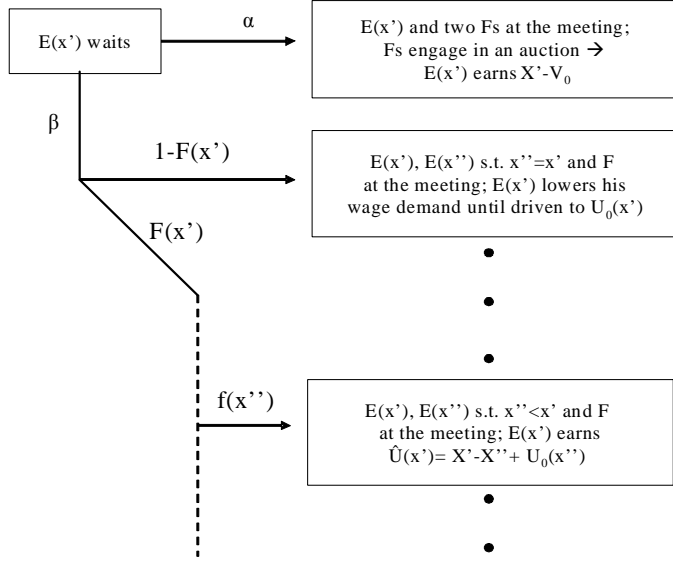 E(x’) waits
α
E(x’) and two Fs at the meeting;
Fs engage in an auction →
E(x’) earns X’-V₀
β
1-F(x’)
E(x’), E(x’’) s.t. x’’=x’ and F
at the meeting; E(x’) lowers his
wage demand until driven to U₀(x’)
F(x’)
f(x’’)
E(x’), E(x’’) s.t. x’’<x’ and F
at the meeting; E(x’) earns
Û(x’)= X’-X’’+ U₀(x’’)